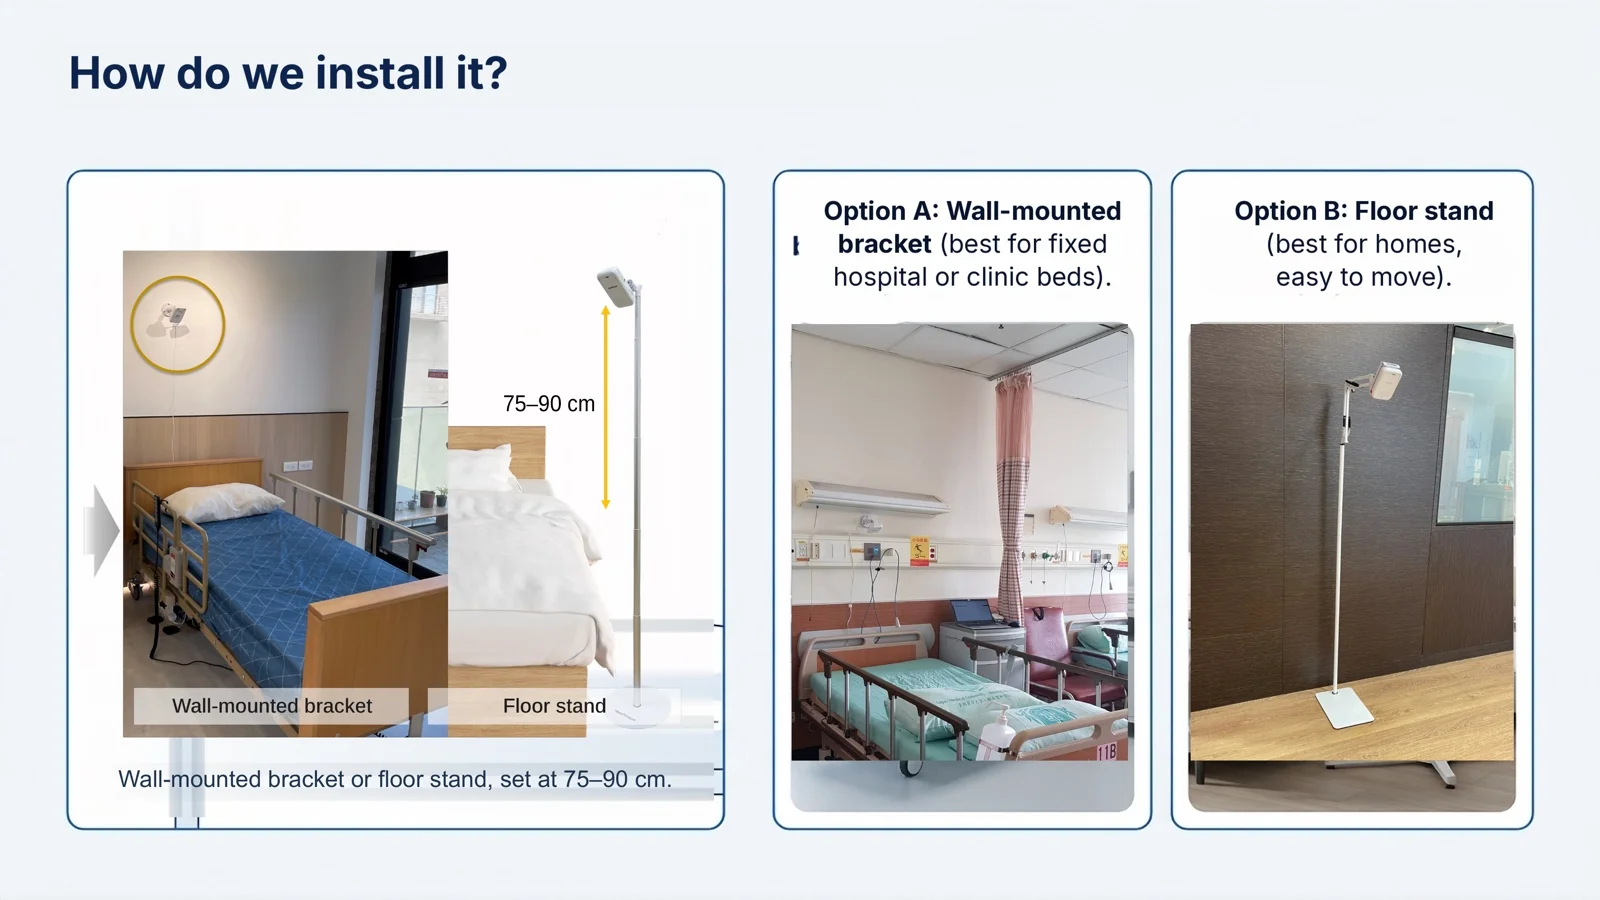 How do we install it?
75–90 cm
Wall-mounted bracket
Floor stand
Wall-mounted bracket or floor stand, set at 75–90 cm.
Option A: Wall-mounted
bracket (best for fixed
hospital or clinic beds).
11B
Option B: Floor stand
(best for homes,
easy to move).